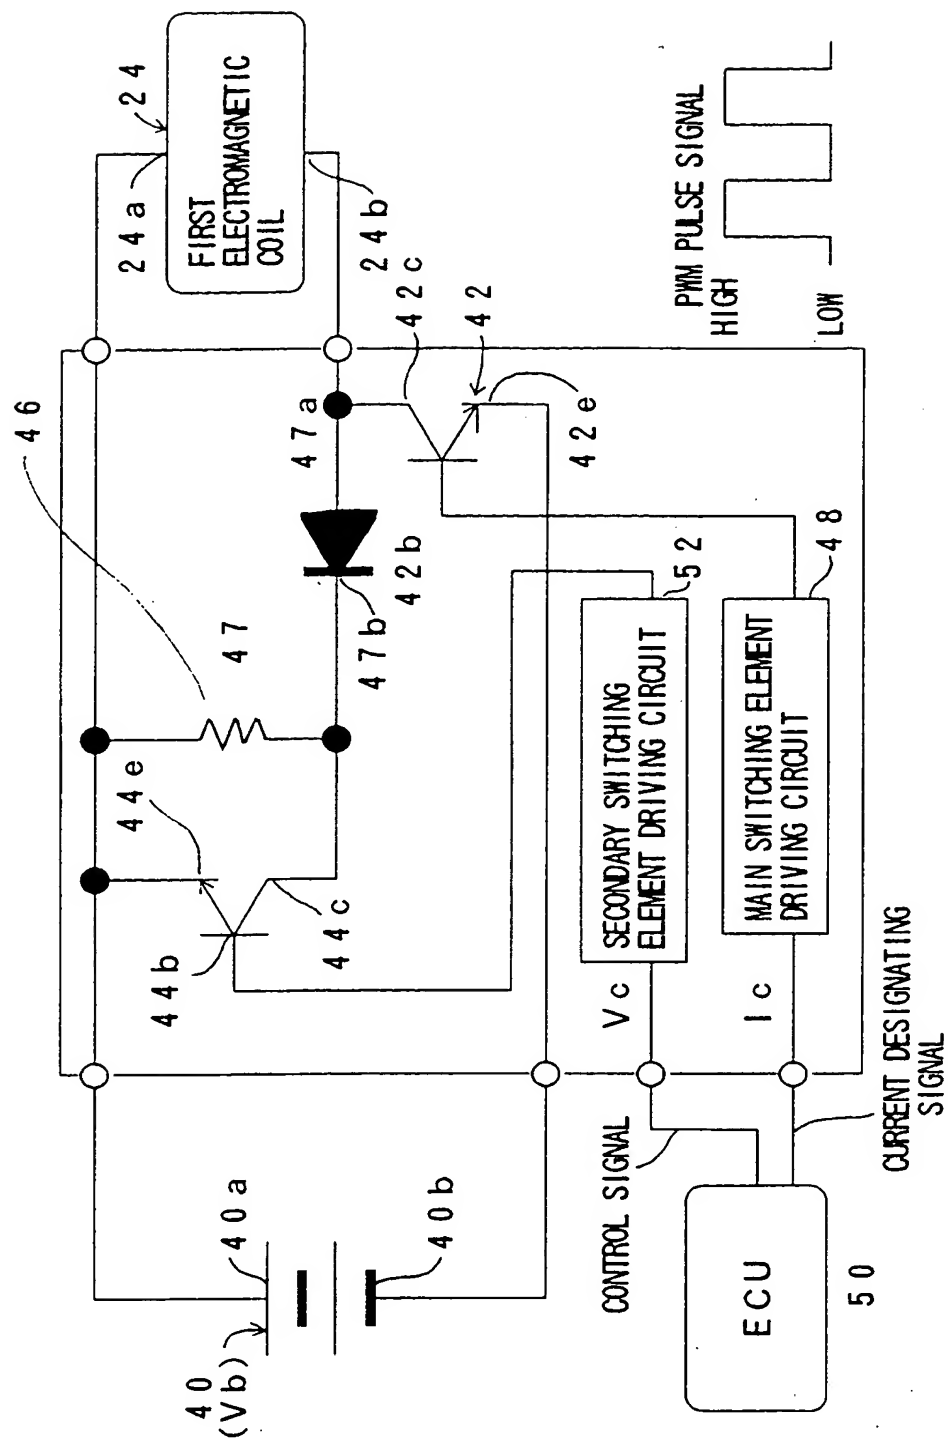 40
(Vb)
40a
40b
44b
44e
44c
46
47
47b
42b
47a
42c
42
42e
24a
24
24b
FIRST
ELECTROMAGNETIC
COIL
CONTROL SIGNAL
Vc
SECONDARY SWITCHING
ELEMENT DRIVING CIRCUIT
52
ECU
50
Ic
MAIN SWITCHING ELEMENT
DRIVING CIRCUIT
48
CURRENT DESIGNATING
SIGNAL
PWM PULSE SIGNAL
HIGH
LOW